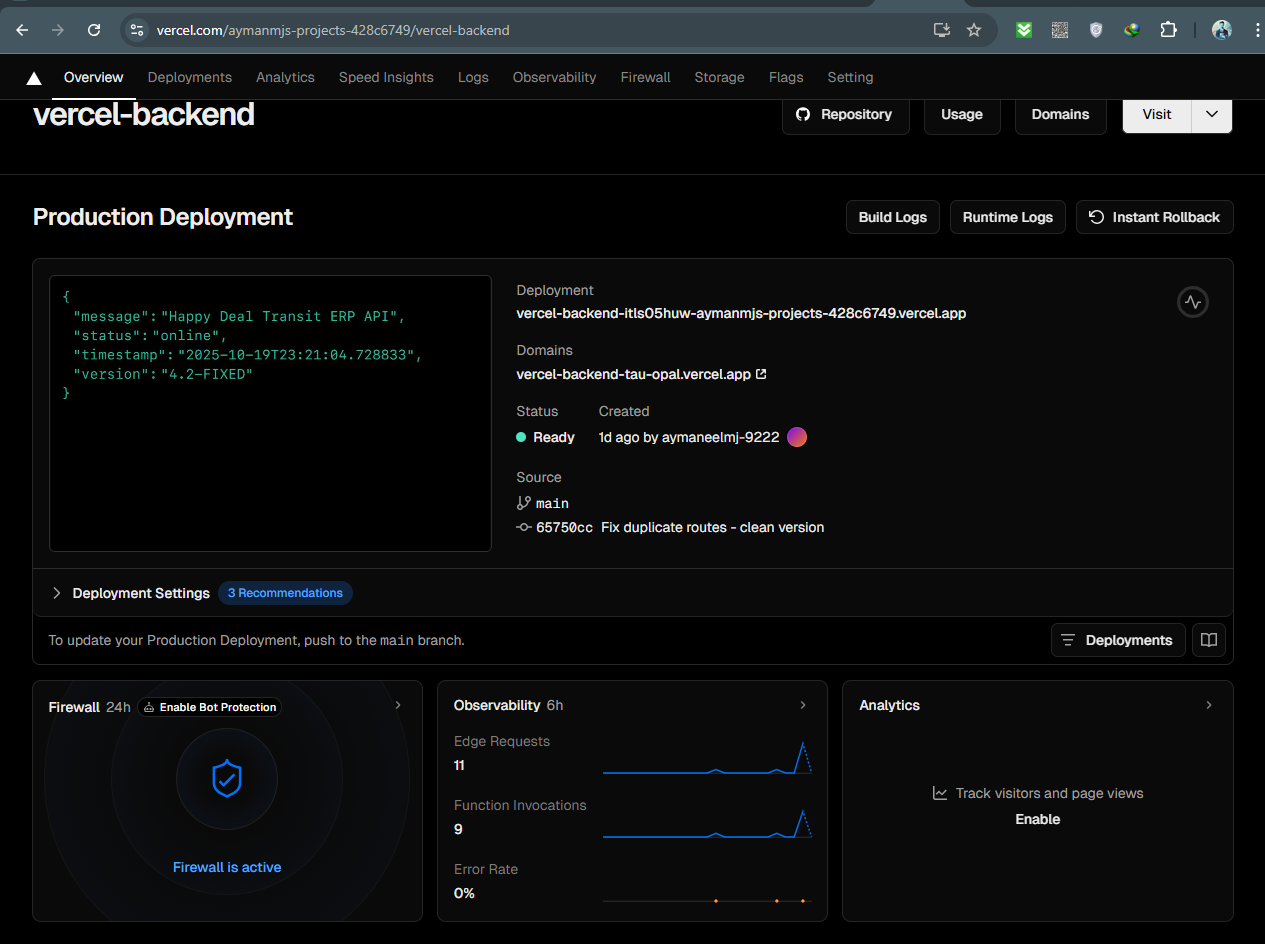 vercel.com/aymanmjs-projects-428c6749/vercel-backend
Overview Deployments Analytics Speed Insights Logs Observability Firewall Storage Flags Setting
vercel-backend
Repository Usage Domains Visit
Production Deployment
Build Logs Runtime Logs Instant Rollback
{
"message": "Happy Deal Transit ERP API",
"status": "online",
"timestamp": "2025-10-19T23:21:04.728833",
"version": "4.2-FIXED"
}
Deployment
vercel-backend-itls05huw-aymanmjs-projects-428c6749.vercel.app
Domains
vercel-backend-tau-opal.vercel.app
Status Created
Ready 1d ago by aymaneelmj-9222
Source
main
65750cc Fix duplicate routes - clean version
Deployment Settings 3 Recommendations
To update your Production Deployment, push to the main branch.
Deployments
Firewall 24h Enable Bot Protection
Firewall is active
Observability 6h
Edge Requests
11
Function Invocations
9
Error Rate
0%
Analytics
Track visitors and page views
Enable